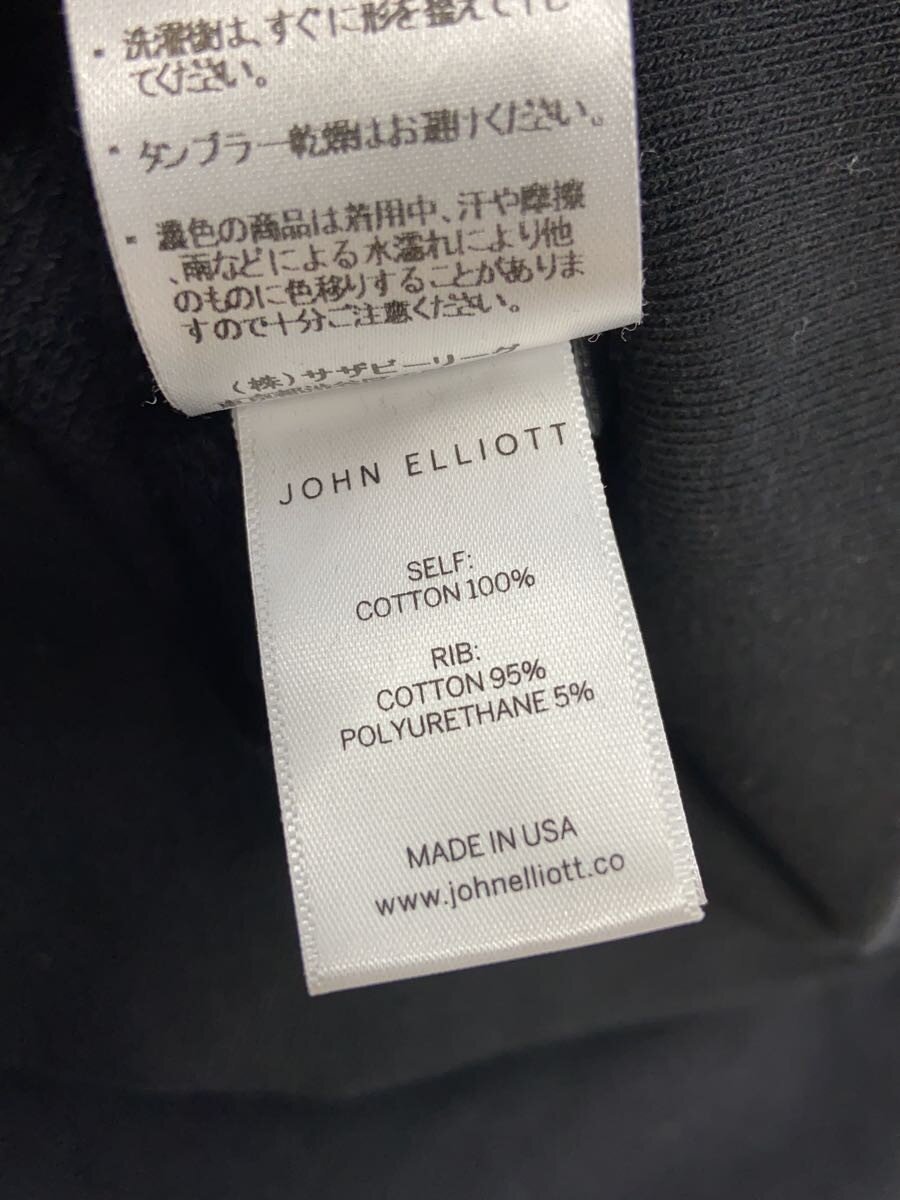 ・洗濯後は、すぐに形を整えて干し
てください。
・タンブラー乾燥はお避けください。
・濃色の商品は着用中、汗や摩擦
、雨などによる水濡れにより他
のものに色移りすることがありま
すので十分ご注意ください。
(株)サザビーリーグ
JOHN ELLIOTT
SELF:
COTTON 100%
RIB:
COTTON 95%
POLYURETHANE 5%
MADE IN USA
www.johnelliott.co